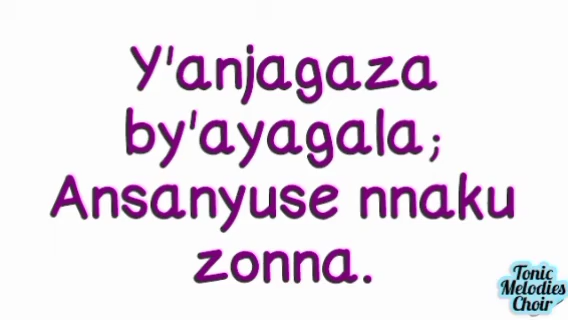 Y'anjagaza
by'ayagala;
Ansanyuse nnaku
zonna.
Tonic
Melodies
Choir